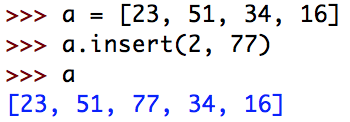 >>> a = [23, 51, 34, 16]
>>> a.insert(2, 77)
>>> a
[23, 51, 77, 34, 16]